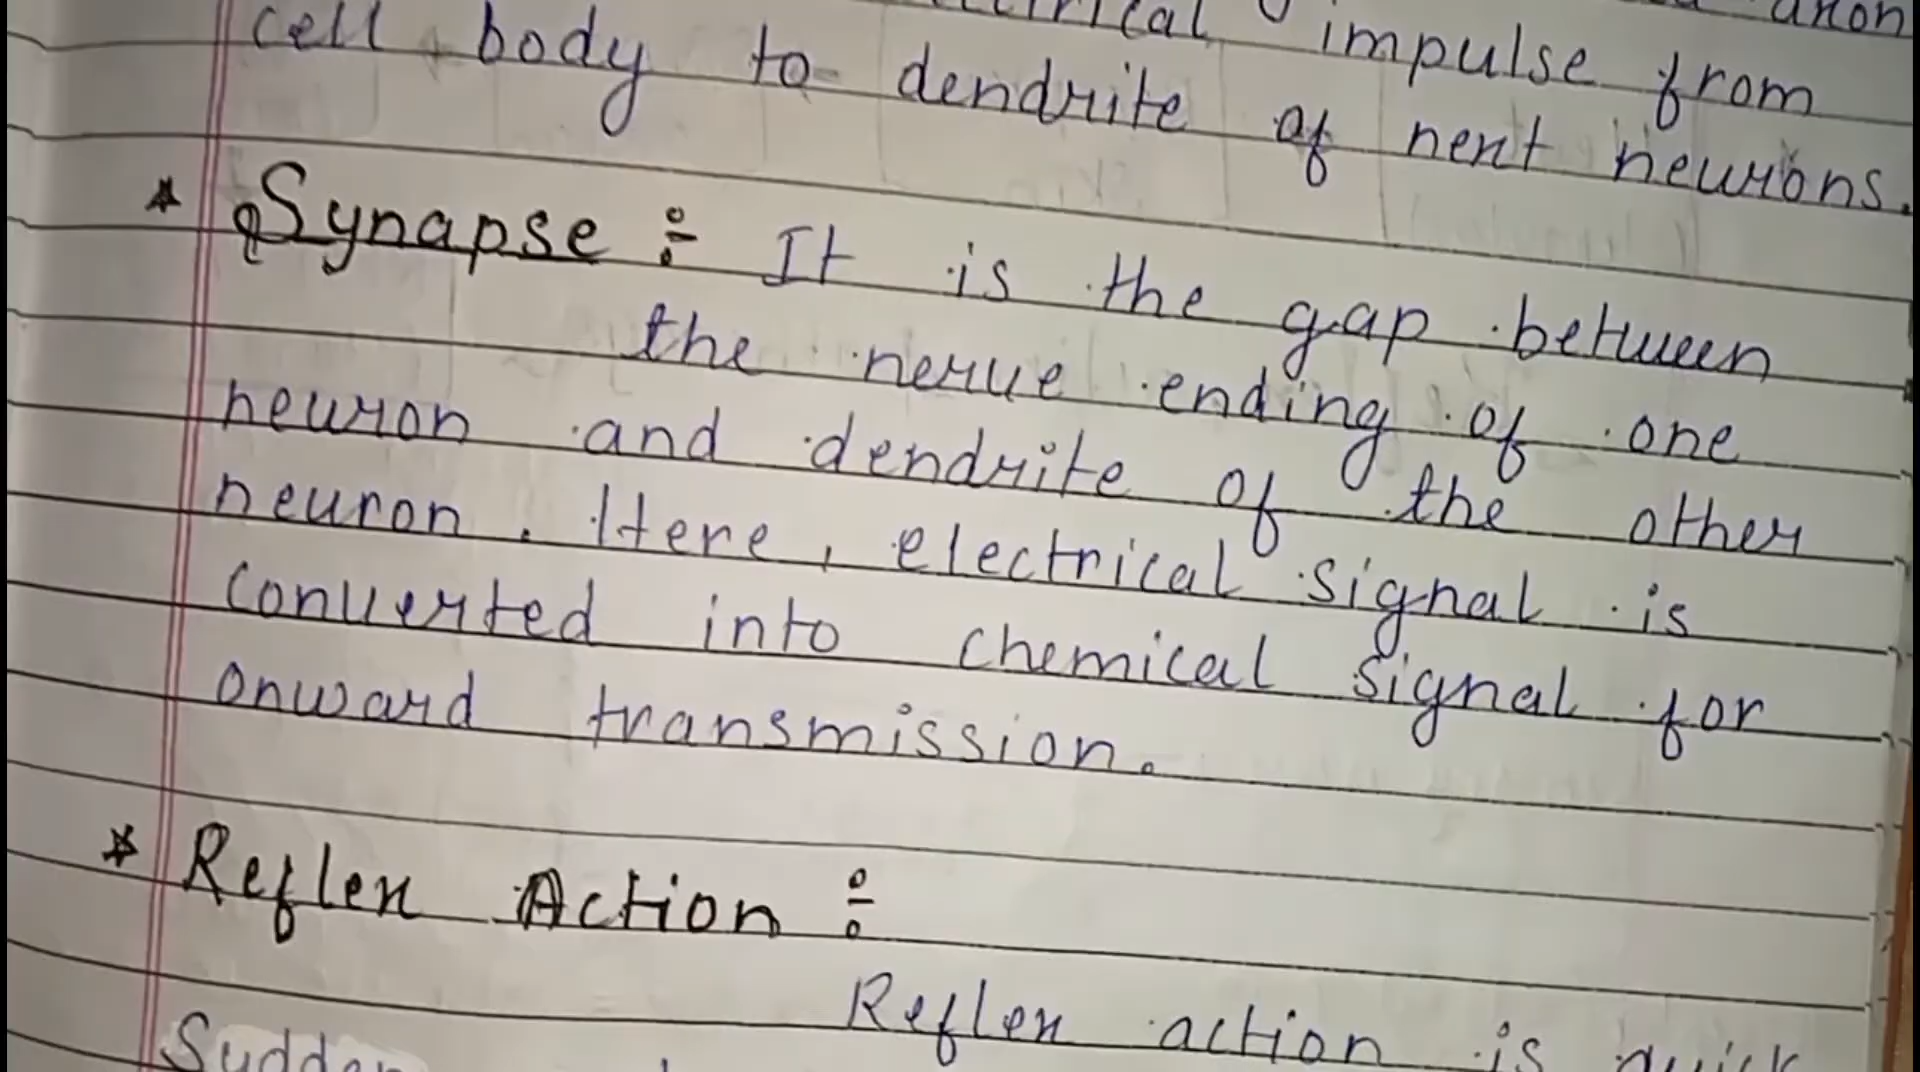 axon
electrical impulse from
cell body to dendrite of next neurons.
* Synapse : It is the gap between
the nerve ending of one
neuron and dendrite of the other
neuron. Here, electrical signal is
converted into chemical signal for
onward transmission.
* Reflex Action :
Reflex action is quick
Sudden